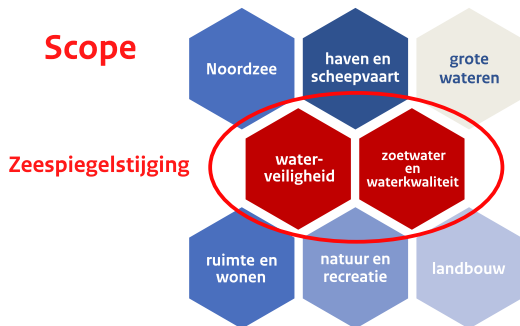 Scope
Noordzee
haven en
scheepvaart
grote
wateren
Zeespiegelstijging
water-
veiligheid
zoetwater
en
waterkwaliteit
ruimte en
wonen
natuur en
recreatie
landbouw